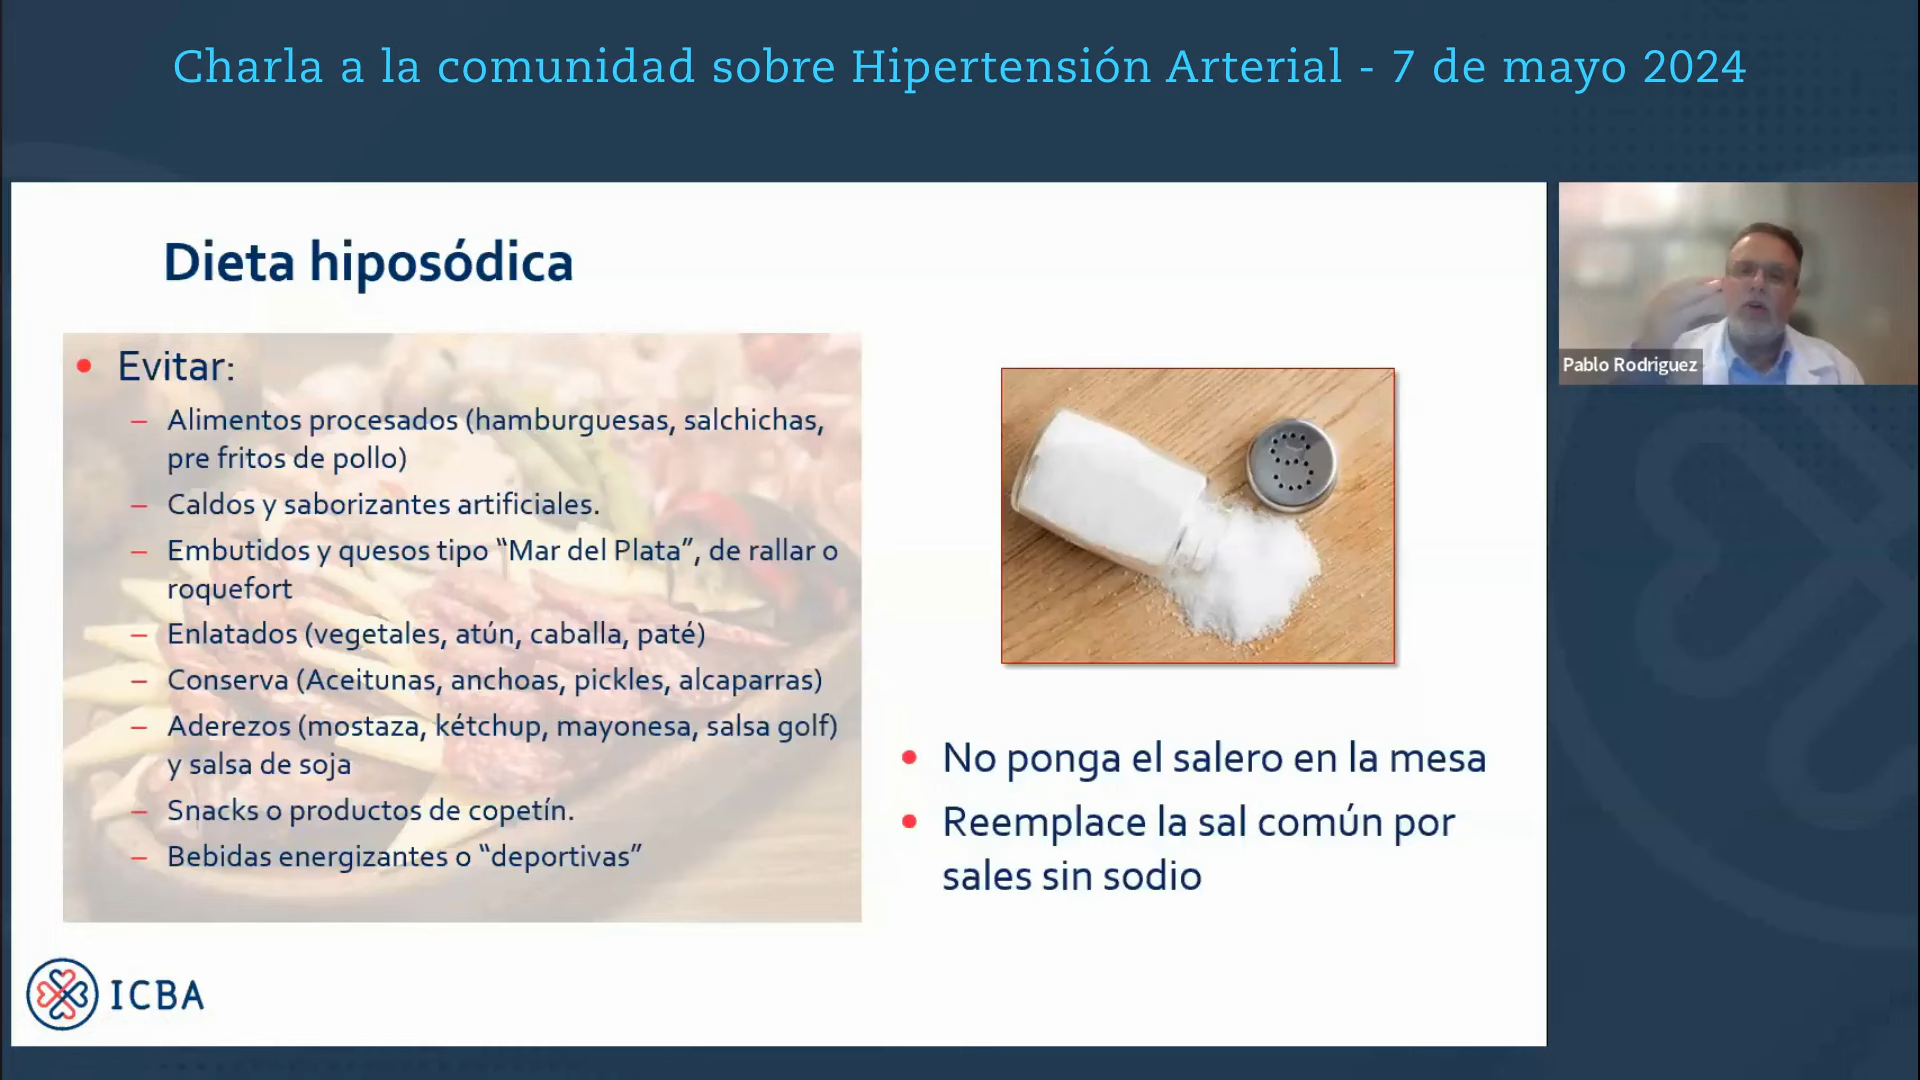 Charla a la comunidad sobre Hipertensión Arterial - 7 de mayo 2024
Dieta hiposódica
• Evitar:
– Alimentos procesados (hamburguesas, salchichas,
pre fritos de pollo)
– Caldos y saborizantes artificiales.
– Embutidos y quesos tipo “Mar del Plata”, de rallar o
roquefort
– Enlatados (vegetales, atún, caballa, paté)
– Conserva (Aceitunas, anchoas, pickles, alcaparras)
– Aderezos (mostaza, kétchup, mayonesa, salsa golf)
y salsa de soja
– Snacks o productos de copetín.
– Bebidas energizantes o “deportivas”
• No ponga el salero en la mesa
• Reemplace la sal común por
sales sin sodio
ICBA
Pablo Rodriguez